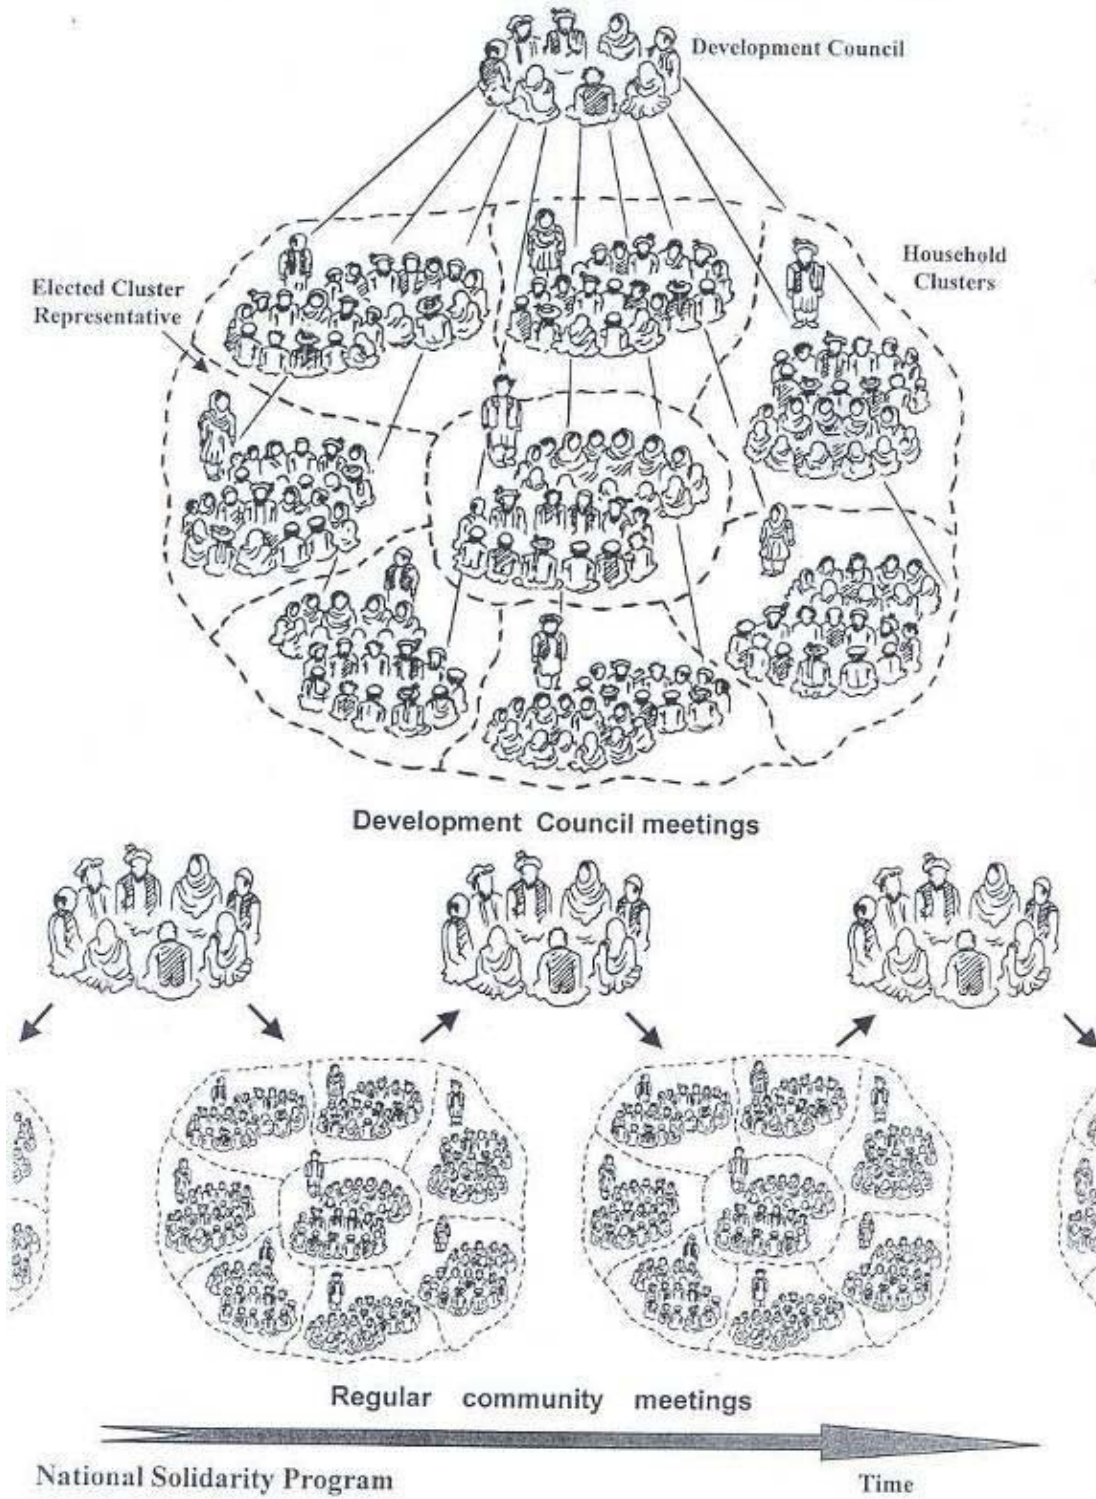 Development Council
Household
Clusters
Elected Cluster
Representative
Development Council meetings
Regular community meetings
National Solidarity Program
Time